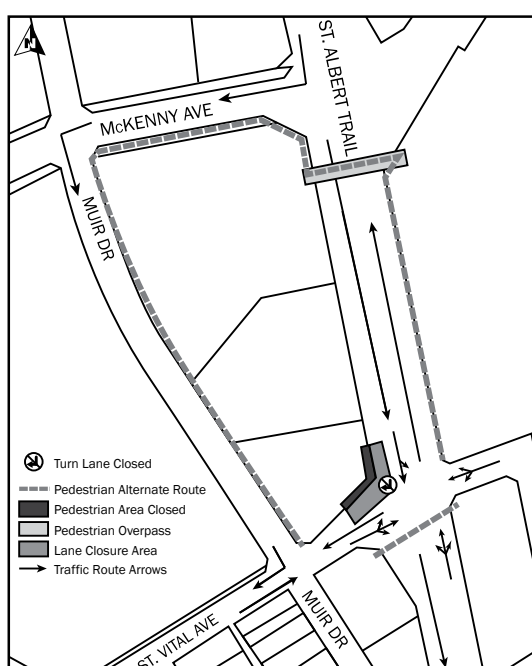 N
ST. ALBERT TRAIL
McKENNY AVE
MUIR DR
Turn Lane Closed
Pedestrian Alternate Route
Pedestrian Area Closed
Pedestrian Overpass
Lane Closure Area
Traffic Route Arrows
ST. VITAL AVE
MUIR DR